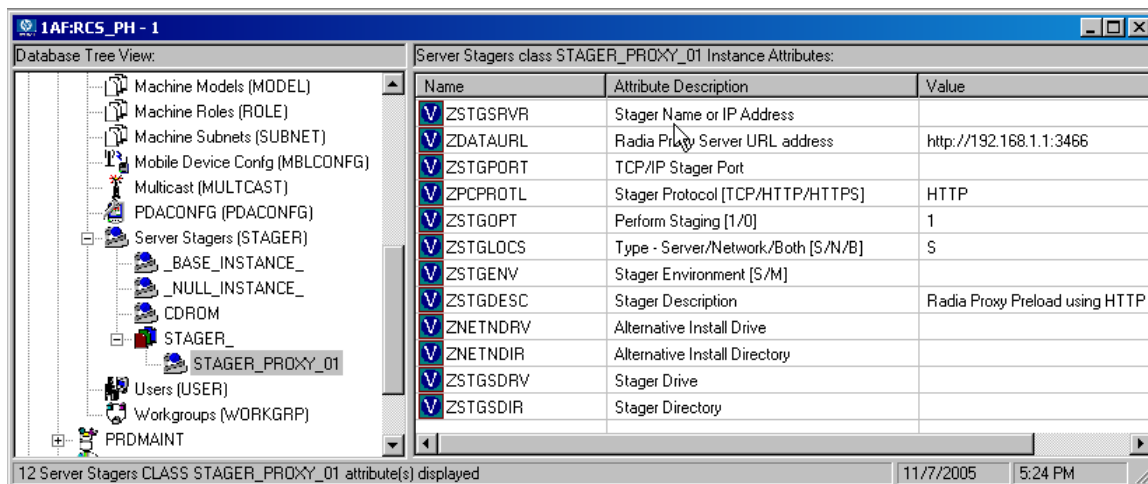 1AF:RCS_PH - 1
Database Tree View:
Machine Models (MODEL)
Machine Roles (ROLE)
Machine Subnets (SUBNET)
Mobile Device Confg (MBLCONFG)
Multicast (MULTCAST)
PDACONFG (PDACONFG)
Server Stagers (STAGER)
_BASE_INSTANCE_
_NULL_INSTANCE_
CDROM
STAGER_
STAGER_PROXY_01
Users (USER)
Workgroups (WORKGRP)
PRDMAINT
Server Stagers class STAGER_PROXY_01 Instance Attributes:
Name Attribute Description Value
V ZSTGSRVR Stager Name or IP Address
V ZDATAURL Radia Proxy Server URL address http://192.168.1.1:3466
V ZSTGPORT TCP/IP Stager Port
V ZPCPROTL Stager Protocol [TCP/HTTP/HTTPS] HTTP
V ZSTGOPT Perform Staging [1/0] 1
V ZSTGLOCS Type - Server/Network/Both [S/N/B] S
V ZSTGENV Stager Environment [S/M]
V ZSTGDESC Stager Description Radia Proxy Preload using HTTP
V ZNETNDRV Alternative Install Drive
V ZNETNDIR Alternative Install Directory
V ZSTGSDRV Stager Drive
V ZSTGSDIR Stager Directory
12 Server Stagers CLASS STAGER_PROXY_01 attribute(s) displayed 11/7/2005 5:24 PM